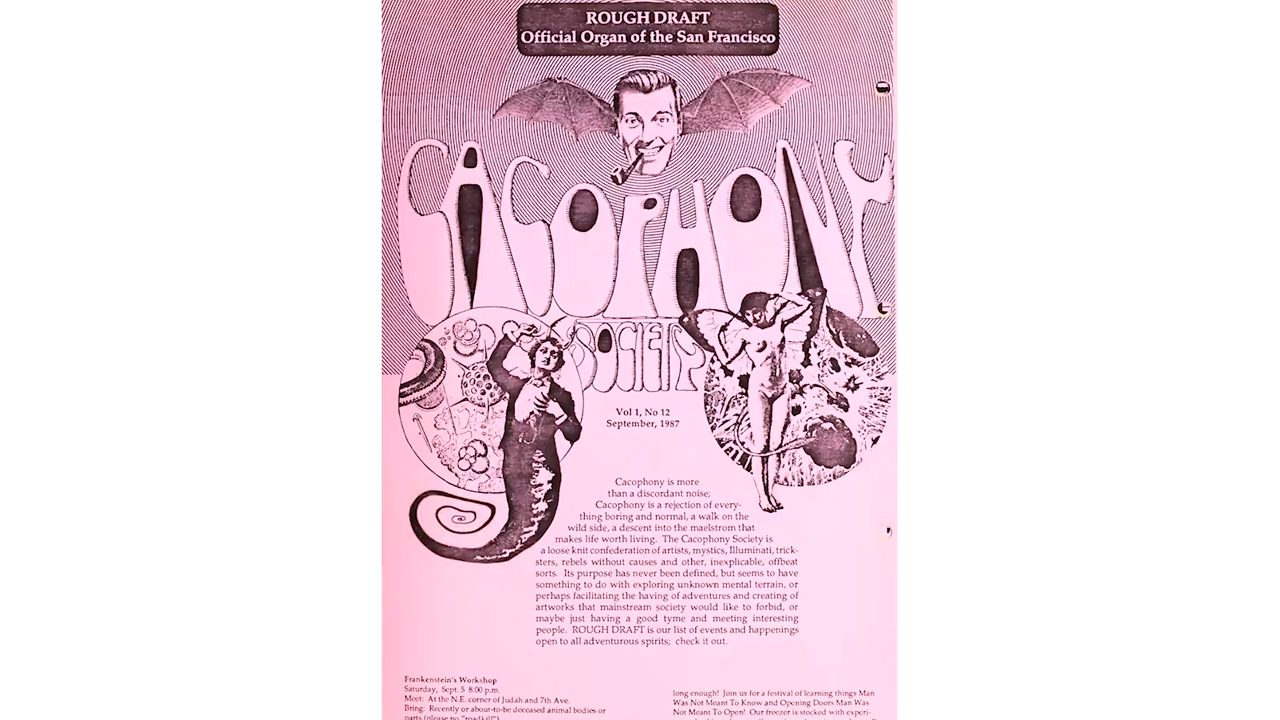 ROUGH DRAFT
Official Organ of the San Francisco
CACOPHONY
SOCIETY
Vol 1, No 12
September, 1987
Cacophony is more
than a discordant noise;
Cacophony is a rejection of every-
thing boring and normal, a walk on the
wild side, a descent into the maelstrom that
makes life worth living. The Cacophony Society is
a loose knit confederation of artists, mystics, Illuminati, trick-
sters, rebels without causes and other, inexplicable, offbeat
sorts. Its purpose has never been defined, but seems to have
something to do with exploring unknown mental terrain, or
perhaps facilitating the having of adventures and creating of
artworks that mainstream society would like to forbid, or
maybe just having a good tyme and meeting interesting
people. ROUGH DRAFT is our list of events and happenings
open to all adventurous spirits; check it out.
Frankenstein's Workshop
Saturday, Sept. 5 8:00 p.m.
Meet: At the N.E. corner of Judah and 7th Ave.
Bring: Recently or about-to-be deceased animal bodies or
parts (please no "roadkill")
long enough! Join us for a festival of learning things Man
Was Not Meant To Know and Opening Doors Man Was
Not Meant To Open! Our freezer is stocked with experi-